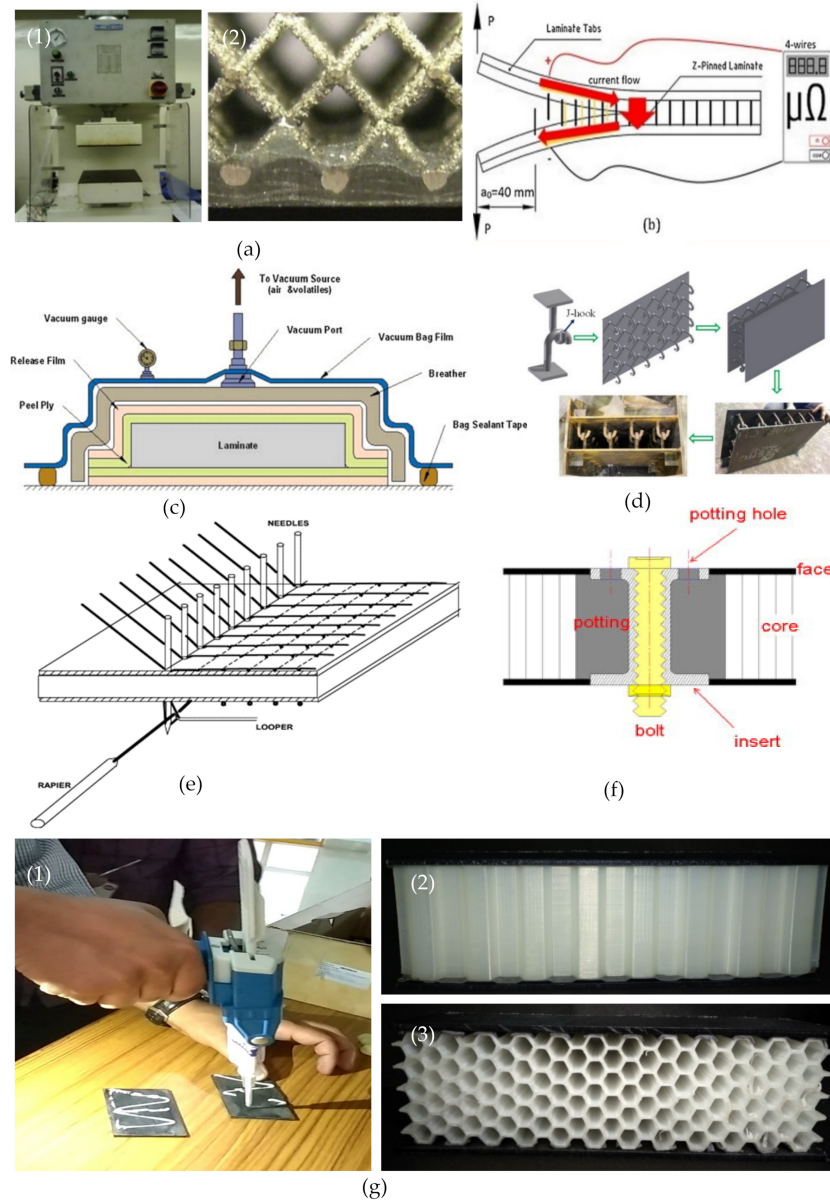 (1)
(2)
(a)
P
Laminate Tabs
+
4-wires
current flow
Z-Pinned Laminate
μΩ
-
a₀=40 mm
P
(b)
To Vacuum Source
(air &volatiles)
Vacuum gauge
Vacuum Port
Vacuum Bag Film
Release Film
Breather
Peel Ply
Bag Sealant Tape
Laminate
(c)
J-hook
(d)
NEEDLES
LOOPER
RAPIER
(e)
potting hole
face
potting
core
bolt
insert
(f)
(1)
(2)
(3)
(g)